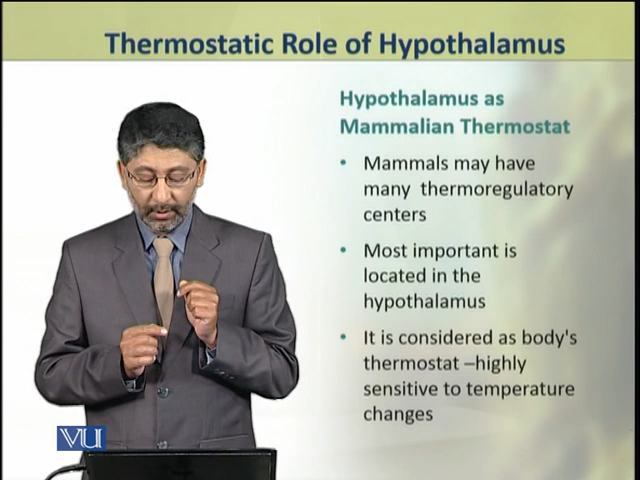 Thermostatic Role of Hypothalamus
Hypothalamus as
Mammalian Thermostat
• Mammals may have
many thermoregulatory
centers
• Most important is
located in the
hypothalamus
• It is considered as body's
thermostat –highly
sensitive to temperature
changes
VU